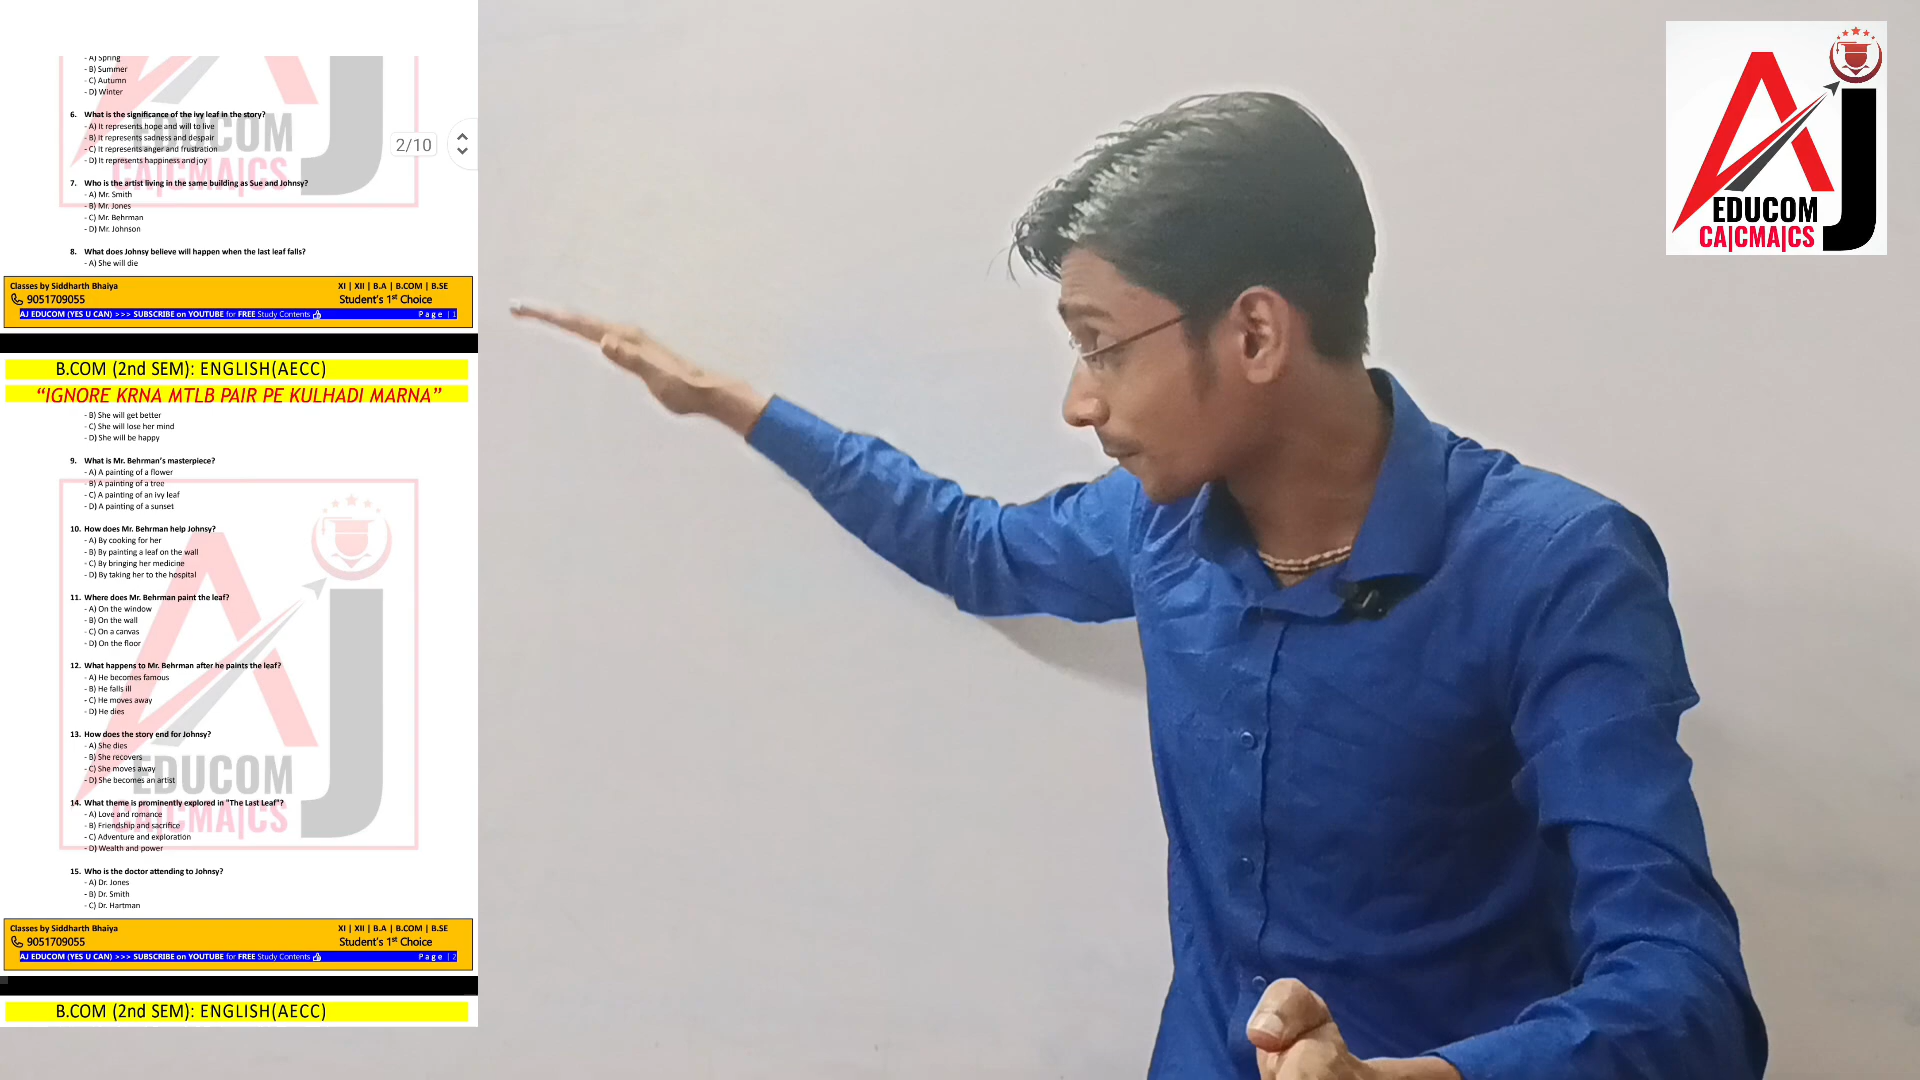 - A) Spring
- B) Summer
- C) Autumn
- D) Winter
6. What is the significance of the ivy leaf in the story?
- A) It represents hope and will to live
- B) It represents sadness and despair
- C) It represents anger and frustration
- D) It represents happiness and joy
7. Who is the artist living in the same building as Sue and Johnsy?
- A) Mr. Smith
- B) Mr. Jones
- C) Mr. Behrman
- D) Mr. Johnson
8. What does Johnsy believe will happen when the last leaf falls?
- A) She will die
EDUCOM
CA|CMA|CS
2/10
Classes by Siddharth Bhaiya XI | XII | B.A | B.COM | B.SE
9051709055 Student's 1st Choice
AJ EDUCOM (YES U CAN) >>> SUBSCRIBE on YOUTUBE for FREE Study Contents Page | 1
B.COM (2nd SEM): ENGLISH(AECC)
“IGNORE KRNA MTLB PAIR PE KULHADI MARNA”
- B) She will get better
- C) She will lose her mind
- D) She will be happy
9. What is Mr. Behrman's masterpiece?
- A) A painting of a flower
- B) A painting of a tree
- C) A painting of an ivy leaf
- D) A painting of a sunset
10. How does Mr. Behrman help Johnsy?
- A) By cooking for her
- B) By painting a leaf on the wall
- C) By bringing her medicine
- D) By taking her to the hospital
11. Where does Mr. Behrman paint the leaf?
- A) On the window
- B) On the wall
- C) On a canvas
- D) On the floor
12. What happens to Mr. Behrman after he paints the leaf?
- A) He becomes famous
- B) He falls ill
- C) He moves away
- D) He dies
13. How does the story end for Johnsy?
- A) She dies
- B) She recovers
- C) She moves away
- D) She becomes an artist
14. What theme is prominently explored in "The Last Leaf"?
- A) Love and romance
- B) Friendship and sacrifice
- C) Adventure and exploration
- D) Wealth and power
15. Who is the doctor attending to Johnsy?
- A) Dr. Jones
- B) Dr. Smith
- C) Dr. Hartman
EDUCOM
CA|CMA|CS
Classes by Siddharth Bhaiya XI | XII | B.A | B.COM | B.SE
9051709055 Student's 1st Choice
AJ EDUCOM (YES U CAN) >>> SUBSCRIBE on YOUTUBE for FREE Study Contents Page | 2
B.COM (2nd SEM): ENGLISH(AECC)
AJ
EDUCOM
CA|CMA|CS